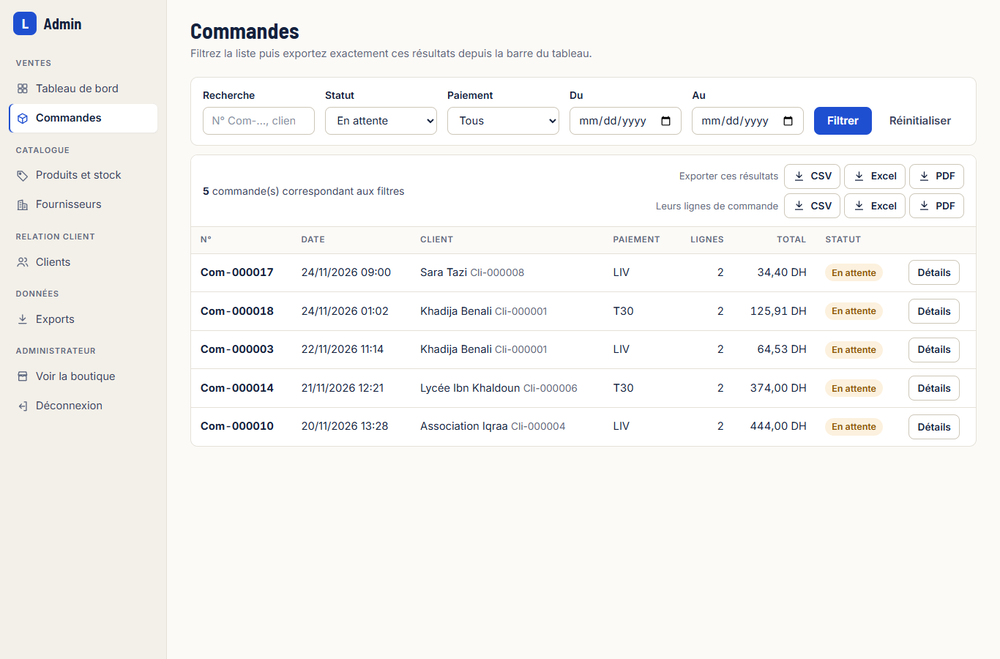 L Admin
VENTES
Tableau de bord
Commandes
CATALOGUE
Produits et stock
Fournisseurs
RELATION CLIENT
Clients
DONNÉES
Exports
ADMINISTRATEUR
Voir la boutique
Déconnexion
Commandes
Filtrez la liste puis exportez exactement ces résultats depuis la barre du tableau.
Recherche Statut Paiement Du Au
N° Com-..., clien En attente Tous mm/dd/yyyy mm/dd/yyyy Filtrer Réinitialiser
Exporter ces résultats CSV Excel PDF
5 commande(s) correspondant aux filtres
Leurs lignes de commande CSV Excel PDF
N° DATE CLIENT PAIEMENT LIGNES TOTAL STATUT
Com-000017 24/11/2026 09:00 Sara Tazi Cli-000008 LIV 2 34,40 DH En attente Détails
Com-000018 24/11/2026 01:02 Khadija Benali Cli-000001 T30 2 125,91 DH En attente Détails
Com-000003 22/11/2026 11:14 Khadija Benali Cli-000001 LIV 2 64,53 DH En attente Détails
Com-000014 21/11/2026 12:21 Lycée Ibn Khaldoun Cli-000006 T30 2 374,00 DH En attente Détails
Com-000010 20/11/2026 13:28 Association Iqraa Cli-000004 LIV 2 444,00 DH En attente Détails